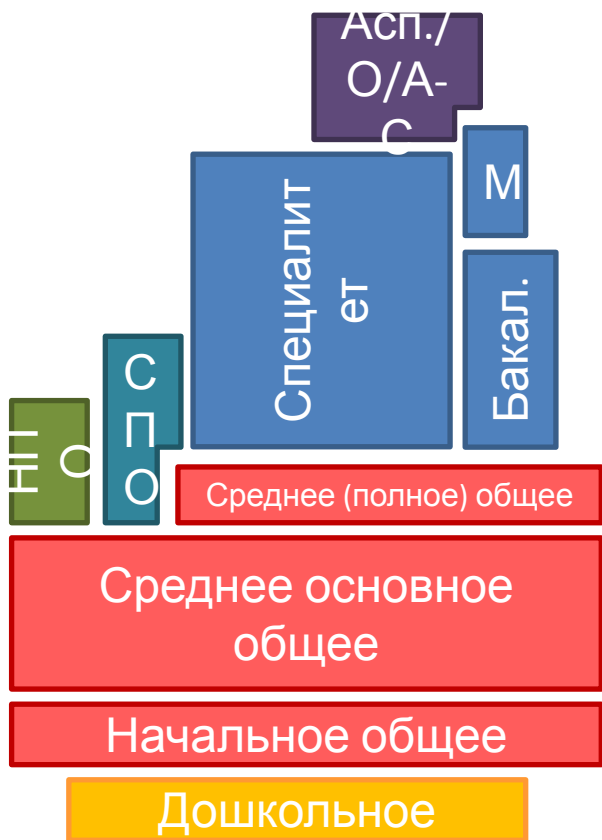 Асп./
О/А-
С
М
Специалит
ет
Бакал.
С
П
О
НП
О
Среднее (полное) общее
Среднее основное
общее
Начальное общее
Дошкольное